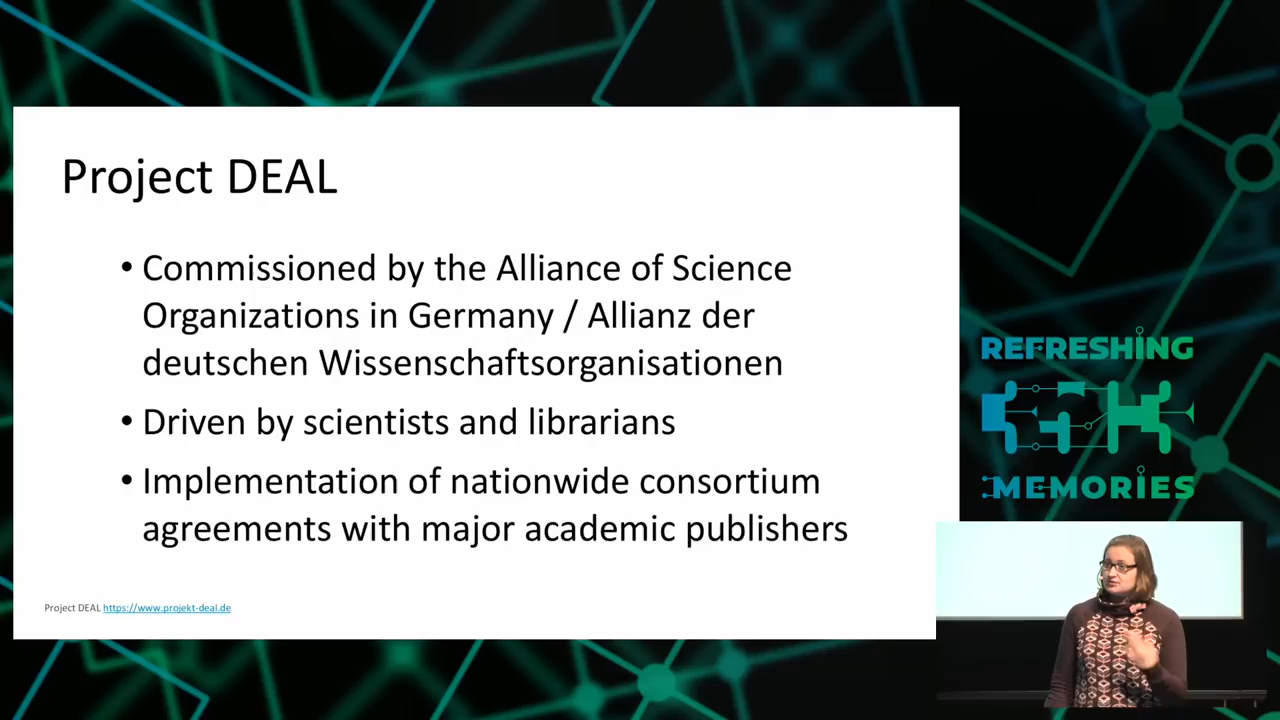 Project DEAL
• Commissioned by the Alliance of Science
Organizations in Germany / Allianz der
deutschen Wissenschaftsorganisationen
• Driven by scientists and librarians
• Implementation of nationwide consortium
agreements with major academic publishers
Project DEAL https://www.projekt-deal.de
REFRESHING
MEMORIES